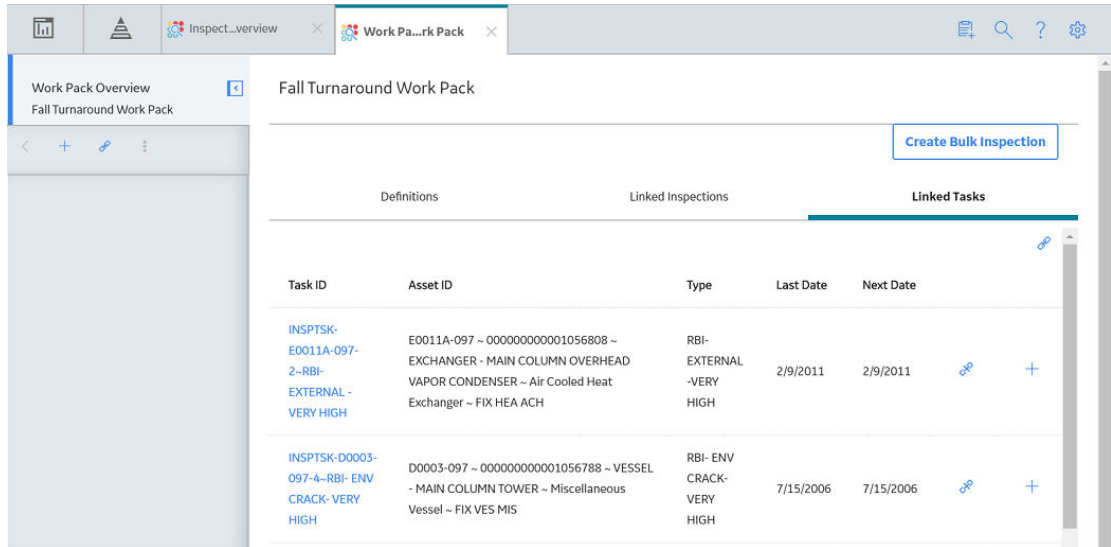 Inspect...verview
Work Pa...rk Pack
?
Work Pack Overview
Fall Turnaround Work Pack
Fall Turnaround Work Pack
Create Bulk Inspection
Definitions
Linked Inspections
Linked Tasks
Task ID
Asset ID
Type
Last Date
Next Date
INSPTSK-
E0011A-097-
2~RBI-
EXTERNAL -
VERY HIGH
E0011A-097 ~ 000000000001056808 ~
EXCHANGER - MAIN COLUMN OVERHEAD
VAPOR CONDENSER ~ Air Cooled Heat
Exchanger ~ FIX HEA ACH
RBI-
EXTERNAL
-VERY
HIGH
2/9/2011
2/9/2011
INSPTSK-D0003-
097-4~RBI- ENV
CRACK- VERY
HIGH
D0003-097 ~ 000000000001056788 ~ VESSEL
- MAIN COLUMN TOWER ~ Miscellaneous
Vessel ~ FIX VES MIS
RBI- ENV
CRACK-
VERY
HIGH
7/15/2006
7/15/2006